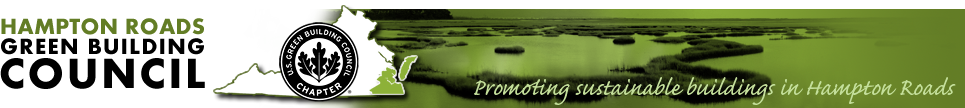 HAMPTON ROADS
GREEN BUILDING
COUNCIL
U.S. GREEN BUILDING COUNCIL
CHAPTER
Promoting sustainable buildings in Hampton Roads